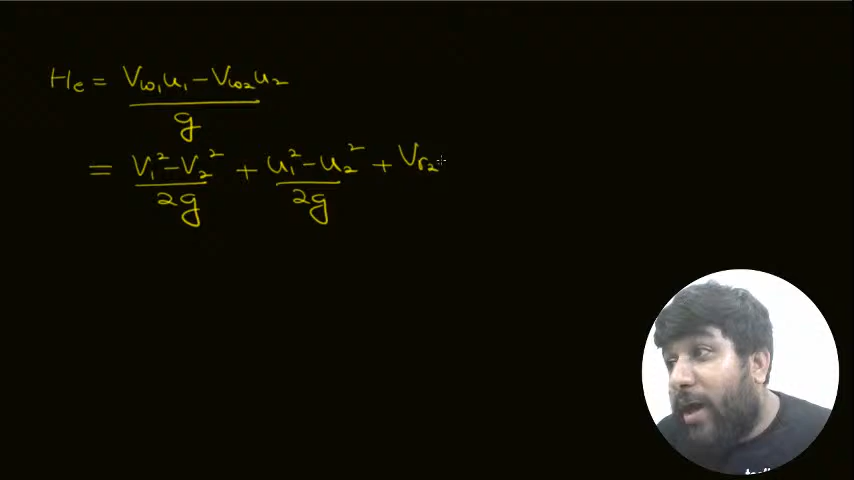 He = Vw1u1 - Vw2u2
g
= V1² - V2² + u1² - u2² + Vr2
2g 2g